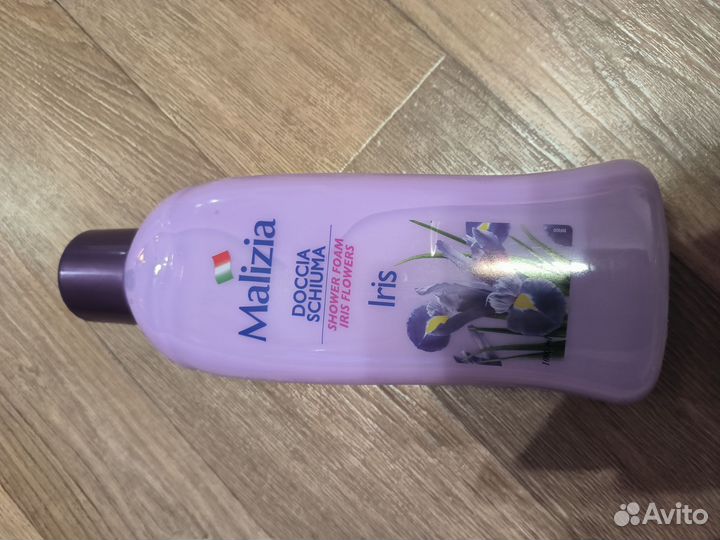 Malizia
DOCCIA
SCHIUMA
SHOWER FOAM
IRIS FLOWERS
Iris
Avito